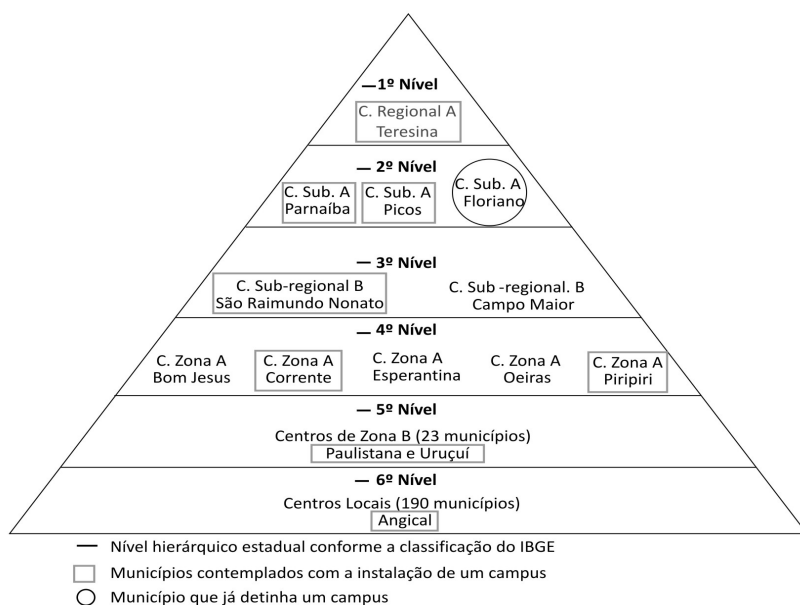 —1º Nível
C. Regional A
Teresina
— 2º Nível
C. Sub. A
Parnaíba
C. Sub. A
Picos
C. Sub. A
Floriano
— 3º Nível
C. Sub-regional B
São Raimundo Nonato
C. Sub -regional. B
Campo Maior
— 4º Nível
C. Zona A
Bom Jesus
C. Zona A
Corrente
C. Zona A
Esperantina
C. Zona A
Oeiras
C. Zona A
Piripiri
— 5º Nível
Centros de Zona B (23 municípios)
Paulistana e Uruçuí
— 6º Nível
Centros Locais (190 municípios)
Angical
Nível hierárquico estadual conforme a classificação do IBGE
Municípios contemplados com a instalação de um campus
Município que já detinha um campus